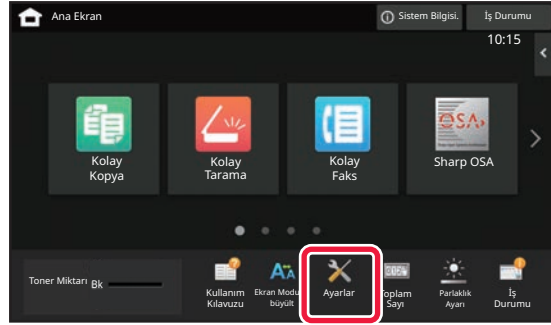 Ana Ekran
Sistem Bilgisi.
İş Durumu
10:15
Kolay
Kopya
Kolay
Tarama
Kolay
Faks
OSA
Sharp OSA
Toner Miktarı Bk
Kullanım
Kılavuzu
Ekran Modu
büyült
Ayarlar
Toplam
Sayı
Parlaklık
Ayarı
İş
Durumu